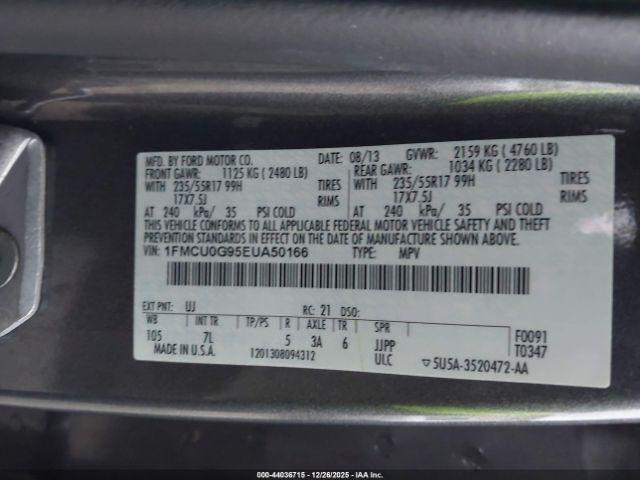 MFD. BY FORD MOTOR CO. DATE: 08/13 GVWR: 2159 KG ( 4760 LB)
FRONT GAWR: 1125 KG ( 2480 LB) REAR GAWR: 1034 KG ( 2280 LB)
WITH 235/55R17 99H TIRES WITH 235/55R17 99H TIRES
17X7.5J RIMS 17X7.5J RIMS
AT 240 kPa/ 35 PSI COLD AT 240 kPa/ 35 PSI COLD
THIS VEHICLE CONFORMS TO ALL APPLICABLE FEDERAL MOTOR VEHICLE SAFETY AND THEFT
PREVENTION STANDARDS IN EFFECT ON THE DATE OF MANUFACTURE SHOWN ABOVE.
VIN: 1FMCU0G95EUA50166 TYPE: MPV
EXT PNT: UJ RC: 21 DSO:
WB INT TR TP/PS R AXLE TR SPR F0091
105 7L 5 3A 6 JJPP T0347
MADE IN U.S.A. 1201308094312 ULC ▽5U5A-3520472-AA
000-44036715 - 12/26/2025 - IAA Inc.